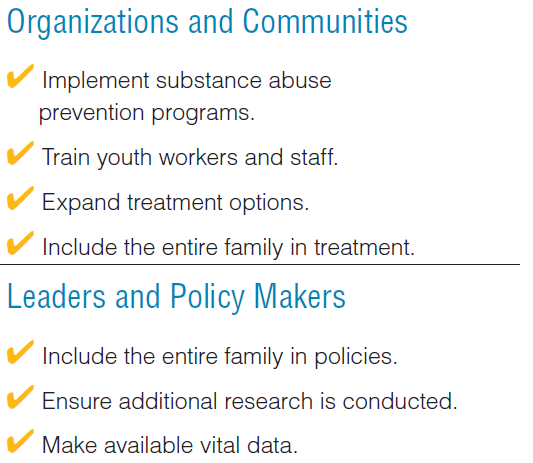 Organizations and Communities
✔ Implement substance abuse
prevention programs.
✔ Train youth workers and staff.
✔ Expand treatment options.
✔ Include the entire family in treatment.
Leaders and Policy Makers
✔ Include the entire family in policies.
✔ Ensure additional research is conducted.
✔ Make available vital data.